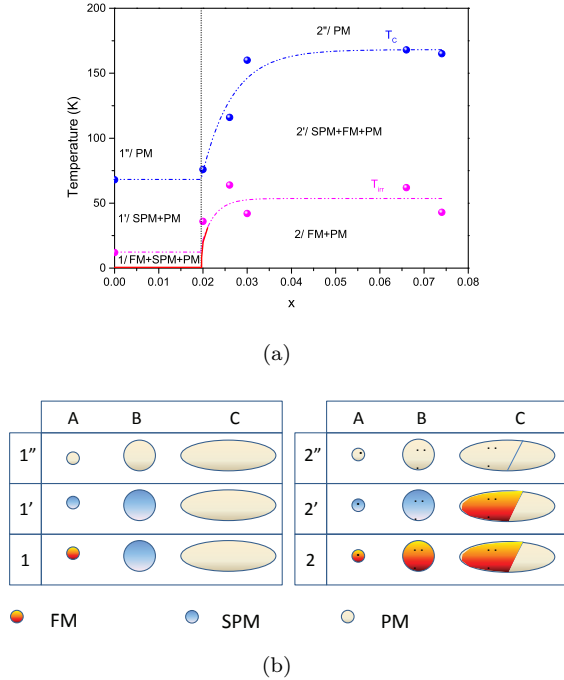 200
150
100
50
0
Temperature (K)
2"/ PM
T_C
1"/ PM
2'/ SPM+FM+PM
1'/ SPM+PM
T_irr
2/ FM+PM
1/ FM+SPM+PM
0.00 0.01 0.02 0.03 0.04 0.05 0.06 0.07 0.08
x
(a)
A B C
1"
1'
1
A B C
2"
2'
2
FM SPM PM
(b)